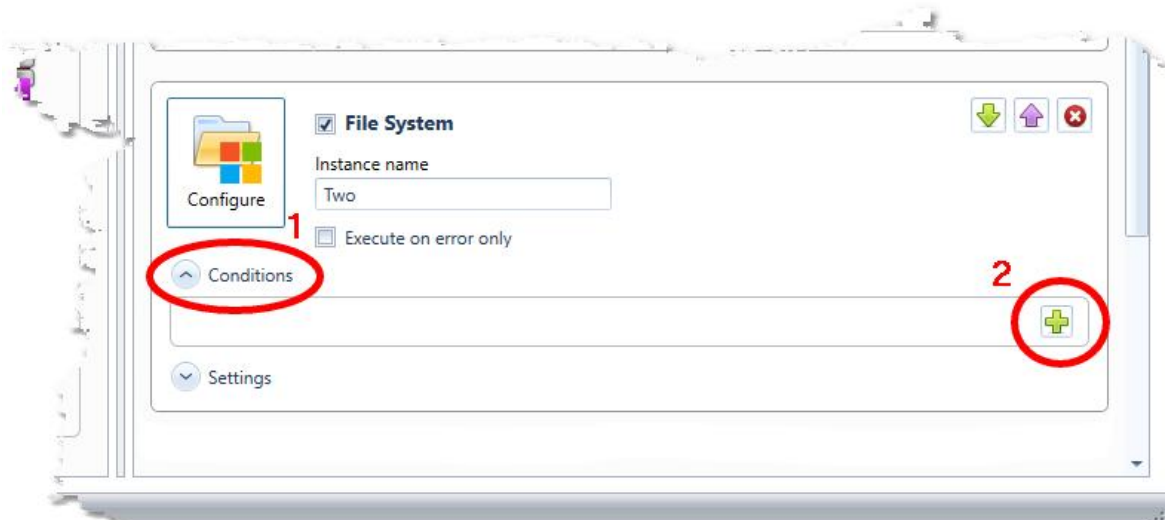 File System
Instance name
Configure
Two
1
Execute on error only
Conditions
2
Settings